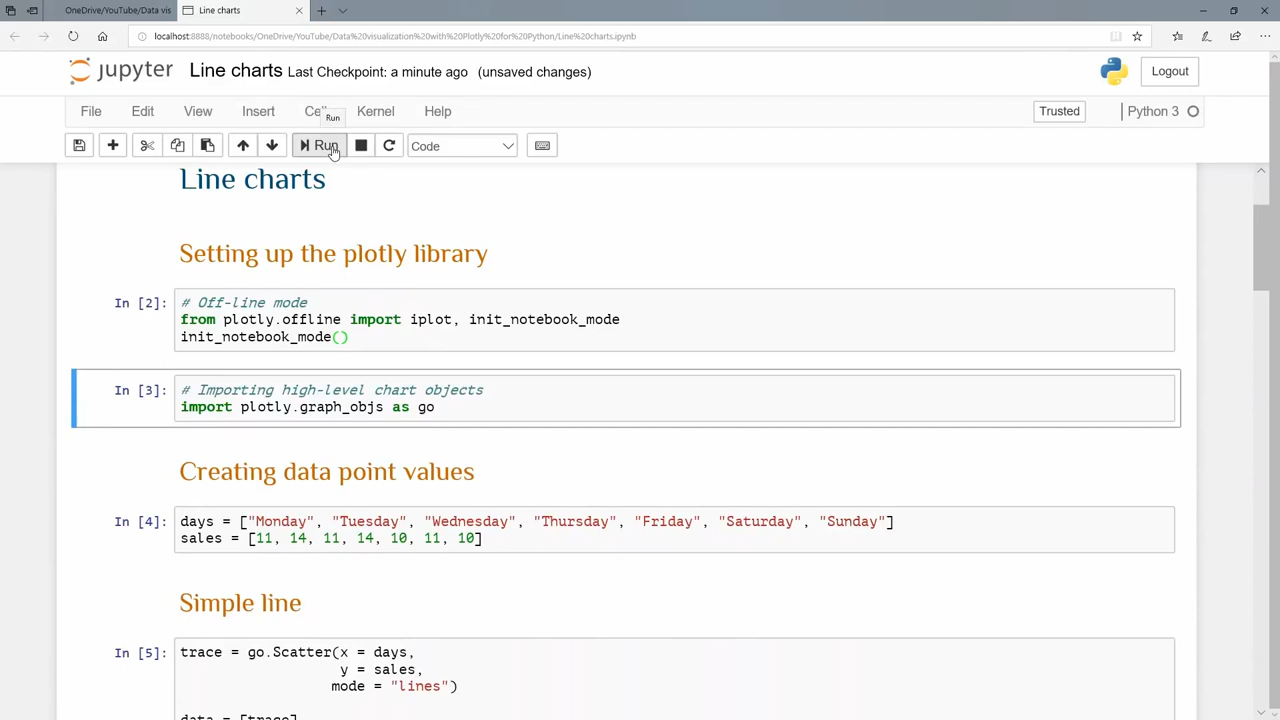 OneDrive/YouTube/Data vis
Line charts
localhost:8888/notebooks/OneDrive/YouTube/Data%20visualization%20with%20Plotly%20for%20Python/Line%20charts.ipynb
jupyter
Line charts Last Checkpoint: a minute ago (unsaved changes)
Logout
File Edit View Insert Kernel Help
Run
Trusted
Python 3
Run
Code
Line charts
Setting up the plotly library
In [2]:
# Off-line mode
from plotly.offline import iplot, init_notebook_mode
init_notebook_mode()
In [3]:
# Importing high-level chart objects
import plotly.graph_objs as go
Creating data point values
In [4]:
days = ["Monday", "Tuesday", "Wednesday", "Thursday", "Friday", "Saturday", "Sunday"]
sales = [11, 14, 11, 14, 10, 11, 10]
Simple line
In [5]:
trace = go.Scatter(x = days,
y = sales,
mode = "lines")
data = [trace]